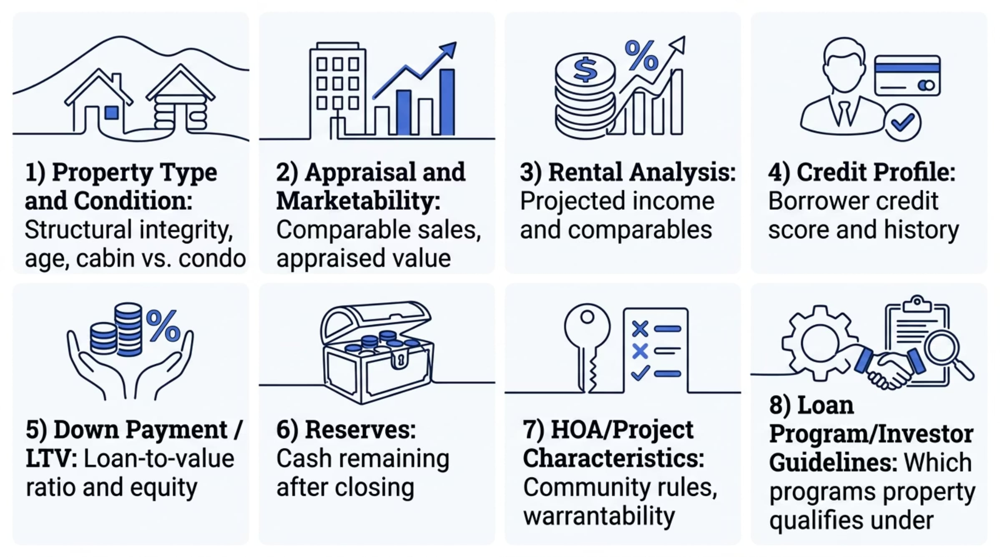 1) Property Type
and Condition:
Structural integrity,
age, cabin vs. condo
2) Appraisal and
Marketability:
Comparable sales,
appraised value
$
%
3) Rental Analysis:
Projected income
and comparables
4) Credit Profile:
Borrower credit
score and history
%
5) Down Payment /
LTV: Loan-to-value
ratio and equity
6) Reserves:
Cash remaining
after closing
7) HOA/Project
Characteristics:
Community rules,
warrantability
8) Loan
Program/Investor
Guidelines: Which
programs property
qualifies under